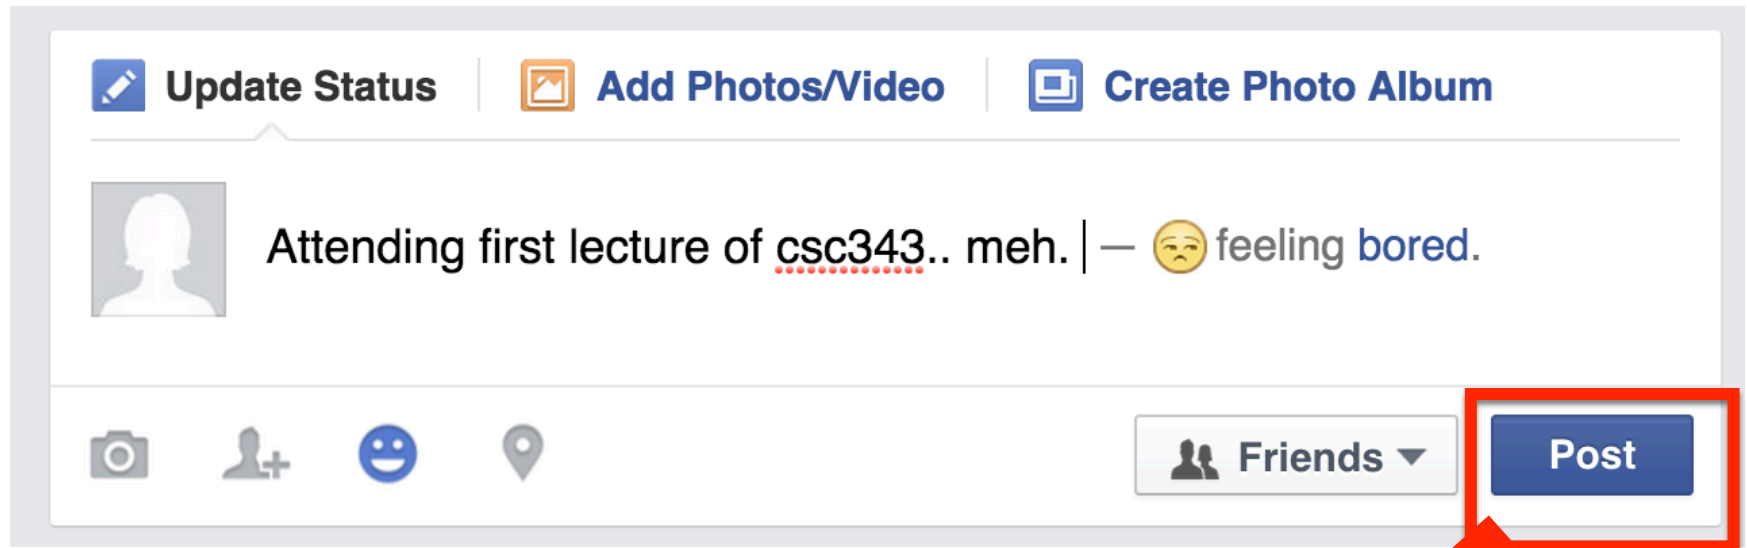 Update Status Add Photos/Video Create Photo Album
Attending first lecture of csc343.. meh. — feeling bored.
Friends Post